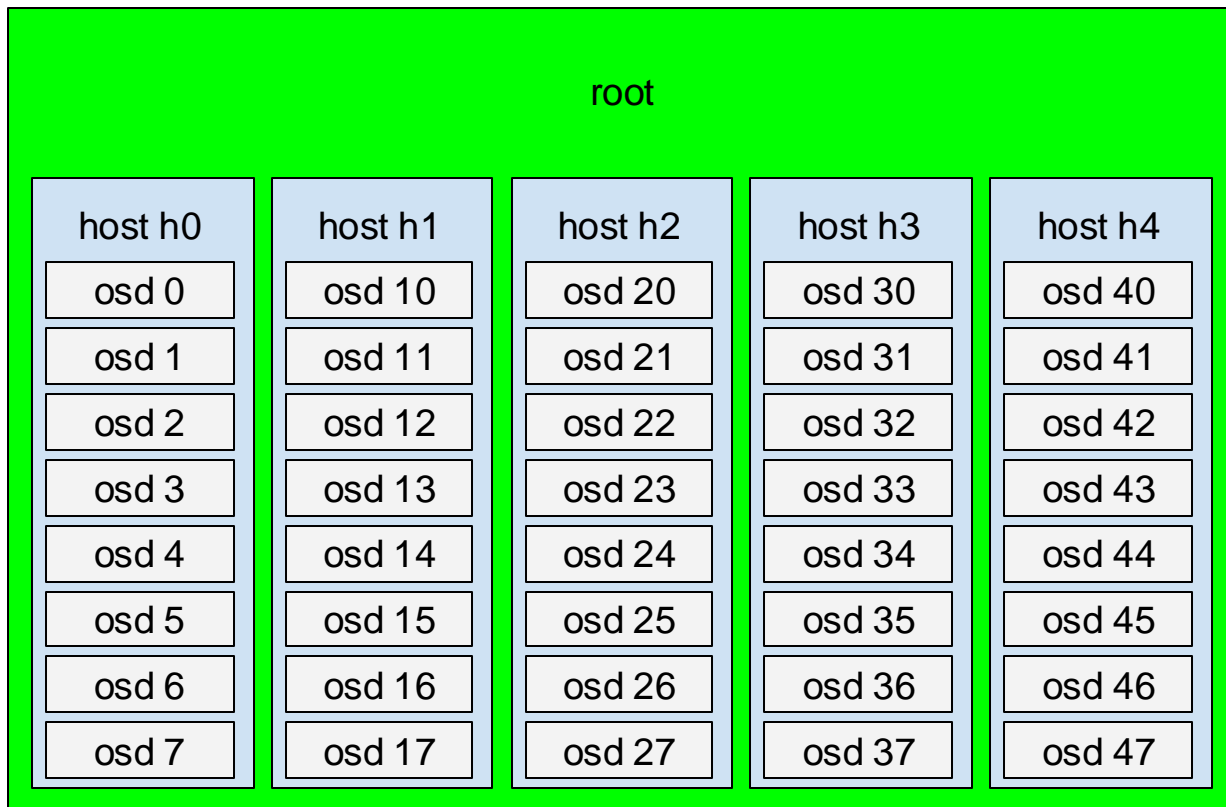 root
host h0
osd 0
osd 1
osd 2
osd 3
osd 4
osd 5
osd 6
osd 7
host h1
osd 10
osd 11
osd 12
osd 13
osd 14
osd 15
osd 16
osd 17
host h2
osd 20
osd 21
osd 22
osd 23
osd 24
osd 25
osd 26
osd 27
host h3
osd 30
osd 31
osd 32
osd 33
osd 34
osd 35
osd 36
osd 37
host h4
osd 40
osd 41
osd 42
osd 43
osd 44
osd 45
osd 46
osd 47